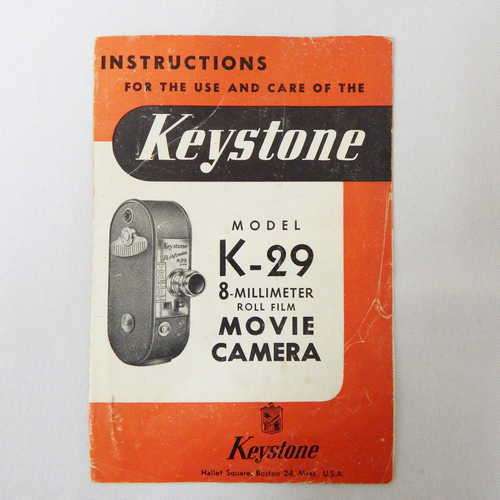 INSTRUCTIONS
FOR THE USE AND CARE OF THE
Keystone
MODEL
K-29
8-MILLIMETER
ROLL FILM
MOVIE
CAMERA
Keystone
Keystone
Hallet Square, Boston 24, Mass., U.S.A.